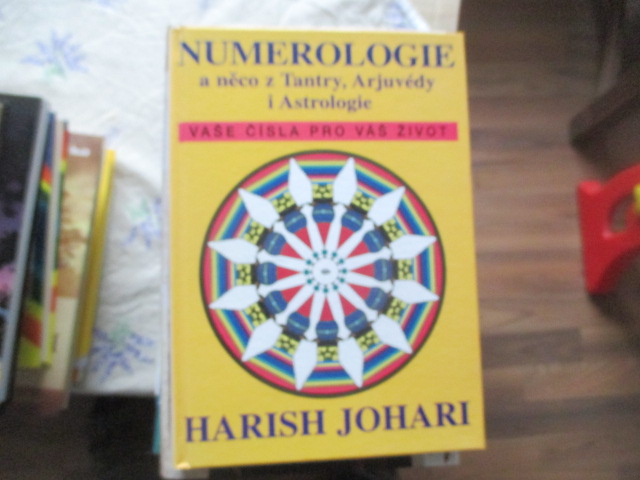 NUMEROLOGIE
a něco z Tantry, Arjuvédy
i Astrologie
VAŠE ČÍSLA PRO VÁŠ ŽIVOT
HARISH JOHARI